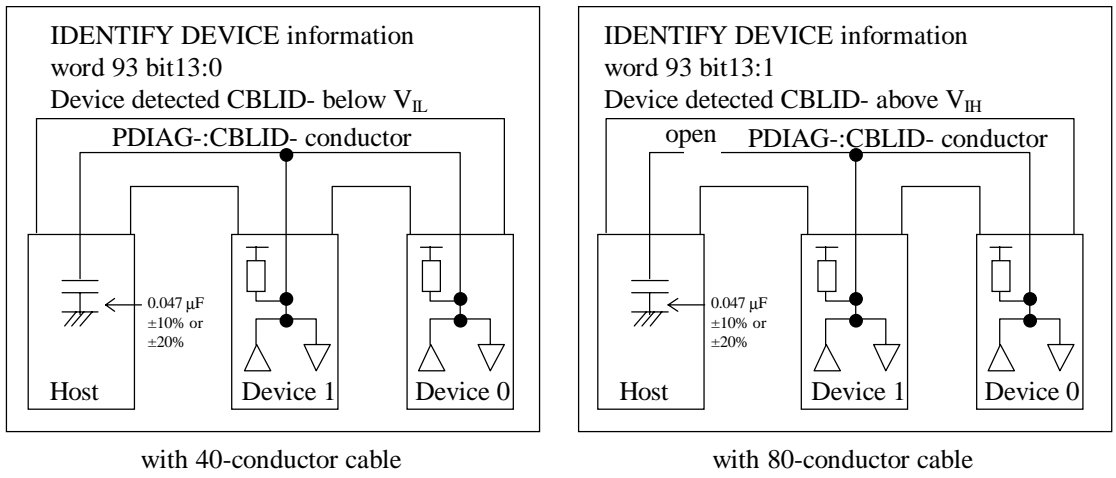 IDENTIFY DEVICE information
word 93 bit13:0
Device detected CBLID- below VIL
PDIAG-:CBLID- conductor
0.047 μF
±10% or
±20%
Host
Device 1
Device 0
with 40-conductor cable
IDENTIFY DEVICE information
word 93 bit13:1
Device detected CBLID- above VIH
open
PDIAG-:CBLID- conductor
0.047 μF
±10% or
±20%
Host
Device 1
Device 0
with 80-conductor cable